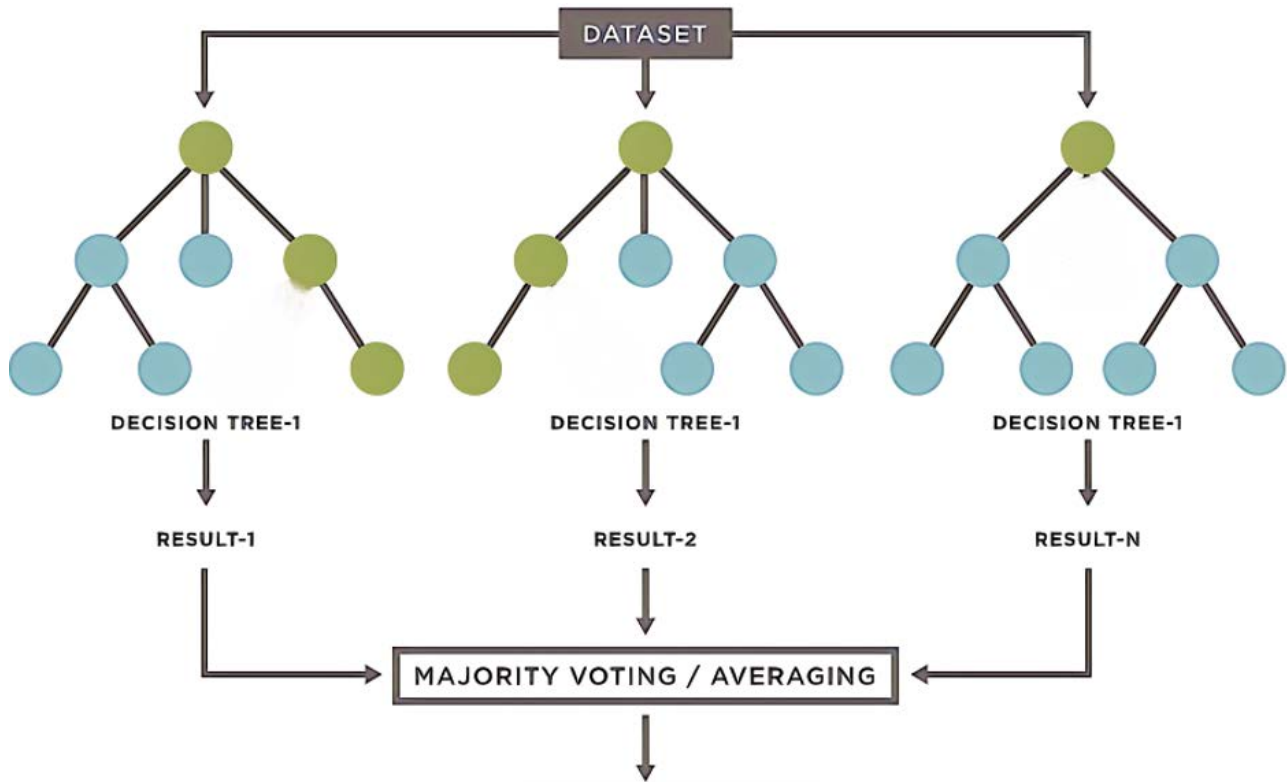 DATASET
DECISION TREE-1
DECISION TREE-1
DECISION TREE-1
RESULT-1
RESULT-2
RESULT-N
MAJORITY VOTING / AVERAGING